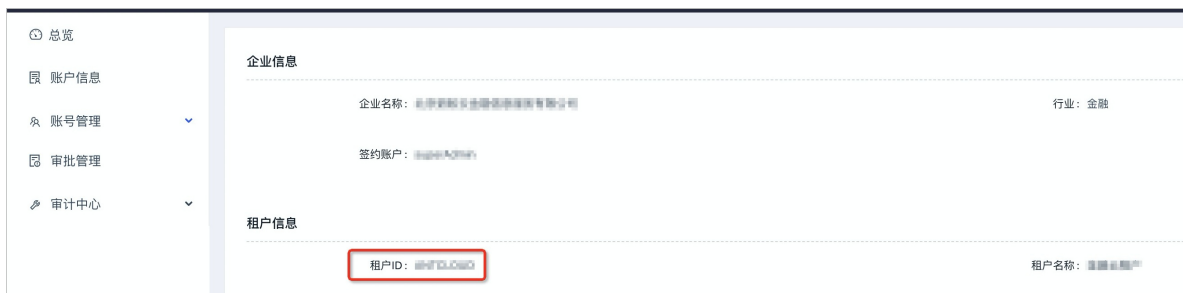 总览
账户信息
账号管理
审批管理
审计中心
企业信息
企业名称：
行业：金融
签约账户：
租户信息
租户ID：
租户名称：